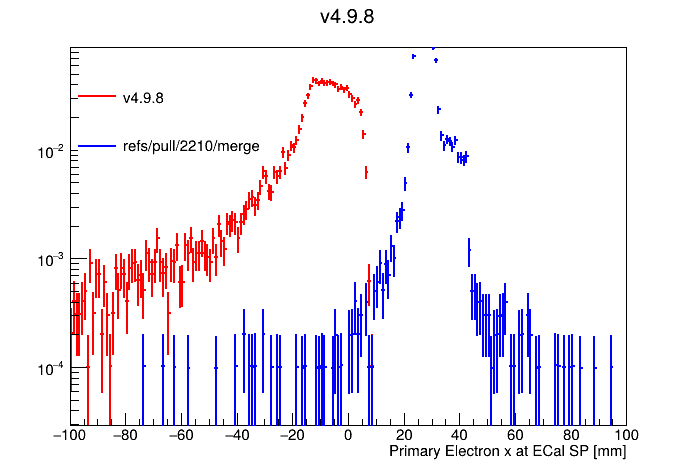 v4.9.8
v4.9.8
refs/pull/2210/merge
10−2
10−3
10−4
−100 −80 −60 −40 −20 0 20 40 60 80 100
Primary Electron x at ECal SP [mm]